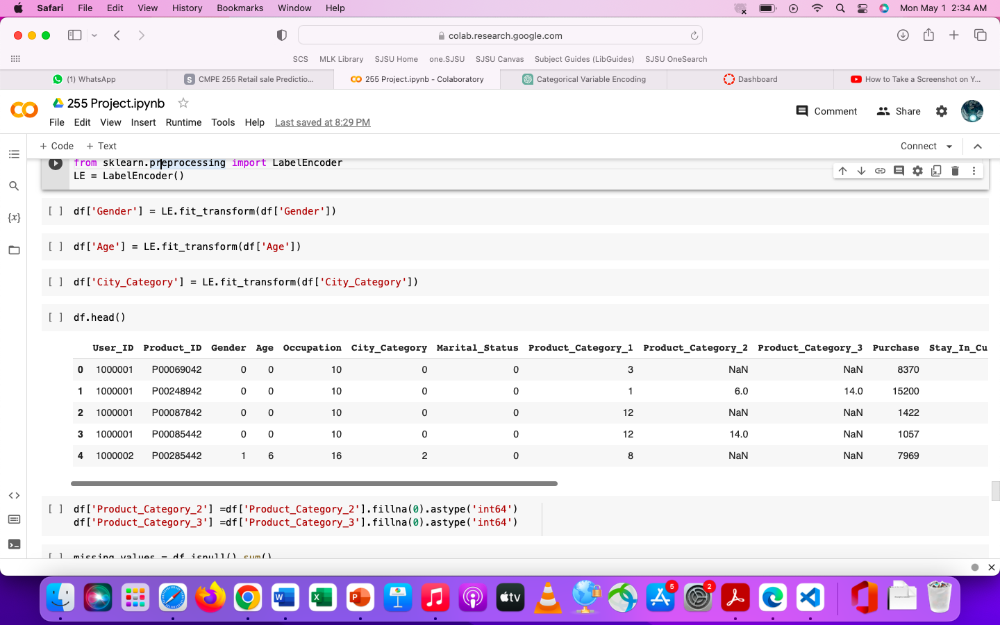 Safari File Edit View History Bookmarks Window Help Mon May 1 2:34 AM
colab.research.google.com
SCS MLK Library SJSU Home one.SJSU SJSU Canvas Subject Guides (LibGuides) SJSU OneSearch
(1) WhatsApp CMPE 255 Retail sale Predictio... 255 Project.ipynb - Colaboratory Categorical Variable Encoding Dashboard How to Take a Screenshot on Y...
255 Project.ipynb
Comment Share
File Edit View Insert Runtime Tools Help Last saved at 8:29 PM
+ Code + Text Connect
from sklearn.preprocessing import LabelEncoder
LE = LabelEncoder()
[ ] df['Gender'] = LE.fit_transform(df['Gender'])
[ ] df['Age'] = LE.fit_transform(df['Age'])
[ ] df['City_Category'] = LE.fit_transform(df['City_Category'])
[ ] df.head()
User_ID Product_ID Gender Age Occupation City_Category Marital_Status Product_Category_1 Product_Category_2 Product_Category_3 Purchase Stay_In_Cu
0 1000001 P00069042 0 0 10 0 0 3 NaN NaN 8370
1 1000001 P00248942 0 0 10 0 0 1 6.0 14.0 15200
2 1000001 P00087842 0 0 10 0 0 12 NaN NaN 1422
3 1000001 P00085442 0 0 10 0 0 12 14.0 NaN 1057
4 1000002 P00285442 1 6 16 2 0 8 NaN NaN 7969
[ ] df['Product_Category_2'] =df['Product_Category_2'].fillna(0).astype('int64')
df['Product_Category_3'] =df['Product_Category_3'].fillna(0).astype('int64')
[ ] missing_values = df.isnull().sum()
5 2
tv